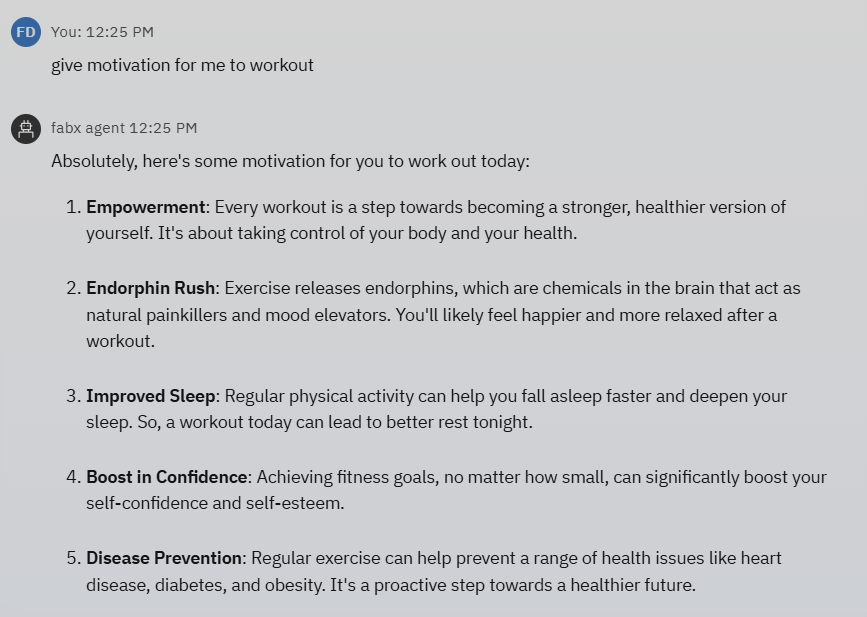 FD You: 12:25 PM
give motivation for me to workout
fabx agent 12:25 PM
Absolutely, here's some motivation for you to work out today:
1. Empowerment: Every workout is a step towards becoming a stronger, healthier version of
yourself. It's about taking control of your body and your health.
2. Endorphin Rush: Exercise releases endorphins, which are chemicals in the brain that act as
natural painkillers and mood elevators. You'll likely feel happier and more relaxed after a
workout.
3. Improved Sleep: Regular physical activity can help you fall asleep faster and deepen your
sleep. So, a workout today can lead to better rest tonight.
4. Boost in Confidence: Achieving fitness goals, no matter how small, can significantly boost your
self-confidence and self-esteem.
5. Disease Prevention: Regular exercise can help prevent a range of health issues like heart
disease, diabetes, and obesity. It's a proactive step towards a healthier future.